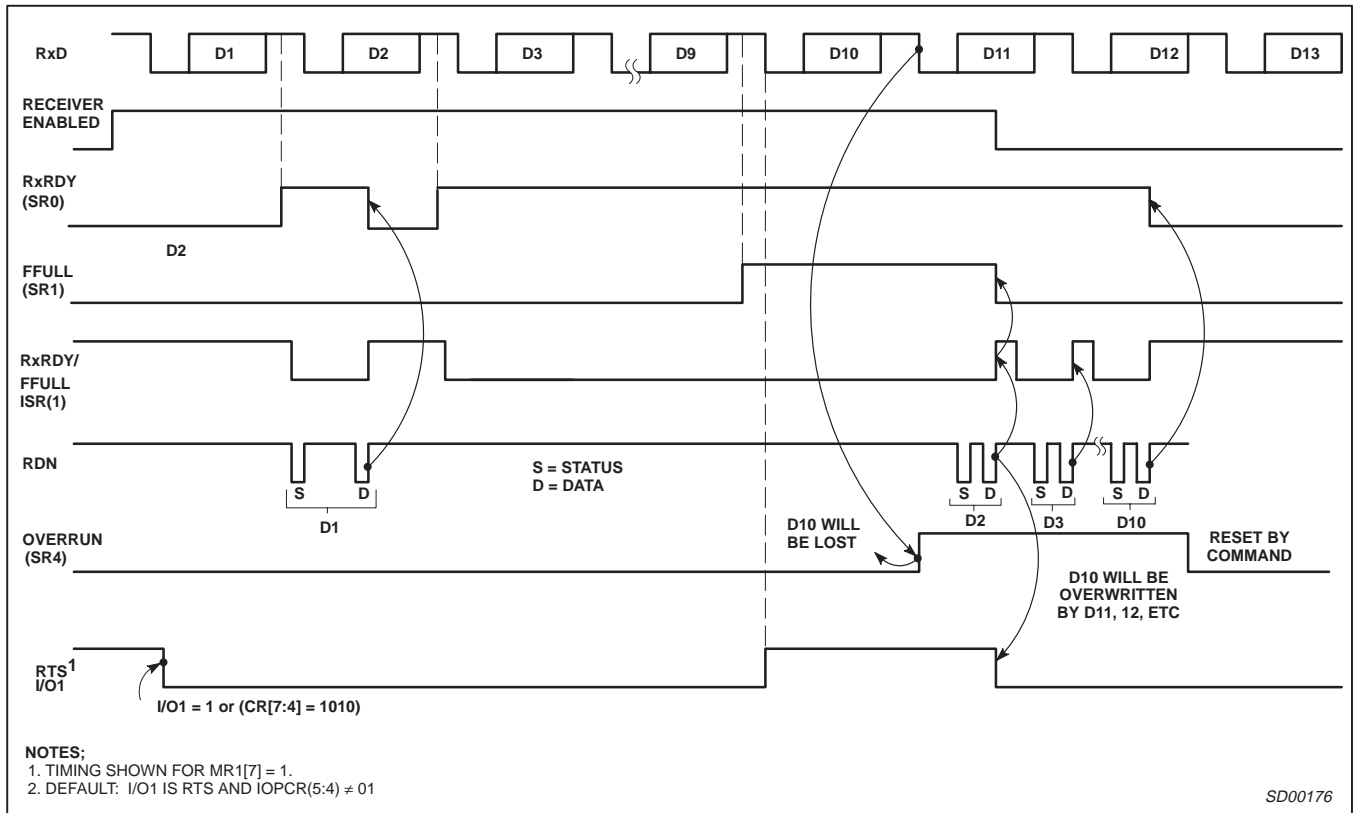 RxD D1 D2 D3 D9 D10 D11 D12 D13
RECEIVER
ENABLED
RxRDY
(SR0)
D2
FFULL
(SR1)
RxRDY/
FFULL
ISR(1)
RDN
S D
D1
S = STATUS
D = DATA
S D S D S D
D2 D3 D10
OVERRUN
(SR4)
D10 WILL
BE LOST
RESET BY
COMMAND
D10 WILL BE
OVERWRITTEN
BY D11, 12, ETC
RTS1
I/O1
I/O1 = 1 or (CR[7:4] = 1010)
NOTES;
1. TIMING SHOWN FOR MR1[7] = 1.
2. DEFAULT: I/O1 IS RTS AND IOPCR(5:4) ≠ 01
SD00176